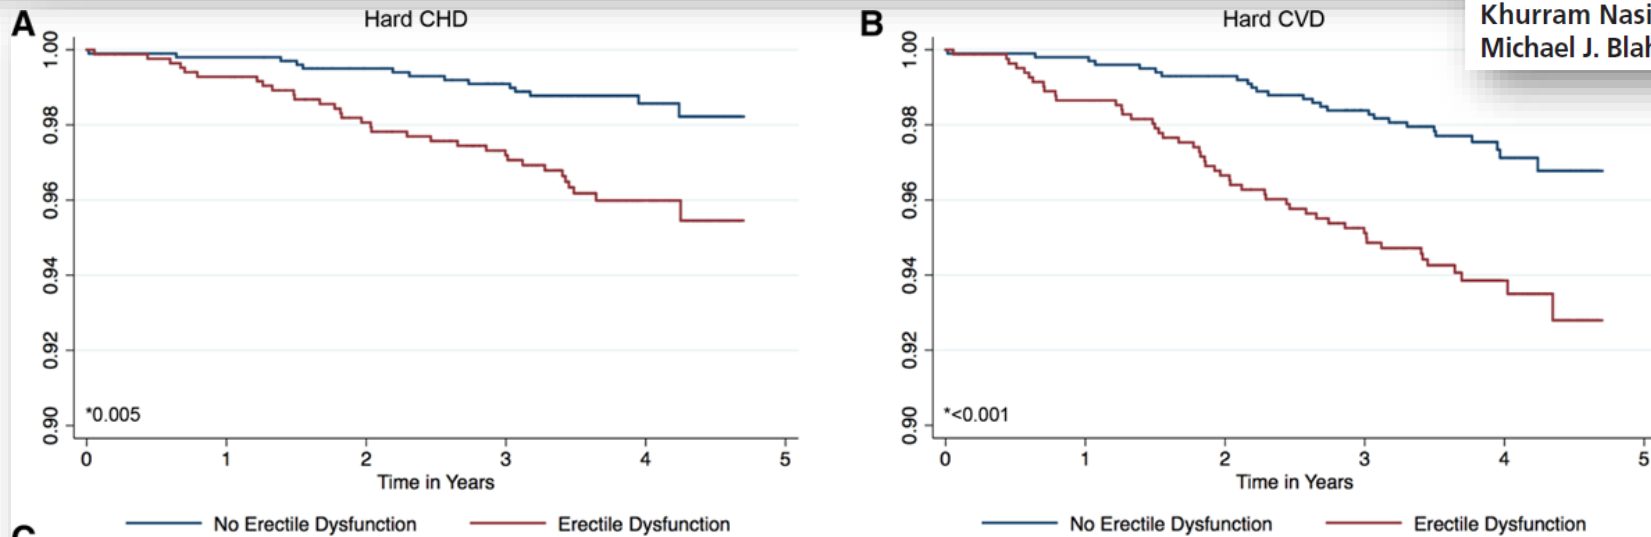 A
Hard CHD
1.00
0.98
0.96
0.94
0.92
0.90
*0.005
0 1 2 3 4 5
Time in Years
No Erectile Dysfunction Erectile Dysfunction
B
Hard CVD
1.00
0.98
0.96
0.94
0.92
0.90
*<0.001
0 1 2 3 4 5
Time in Years
No Erectile Dysfunction Erectile Dysfunction
Khurram Nasi
Michael J. Blah